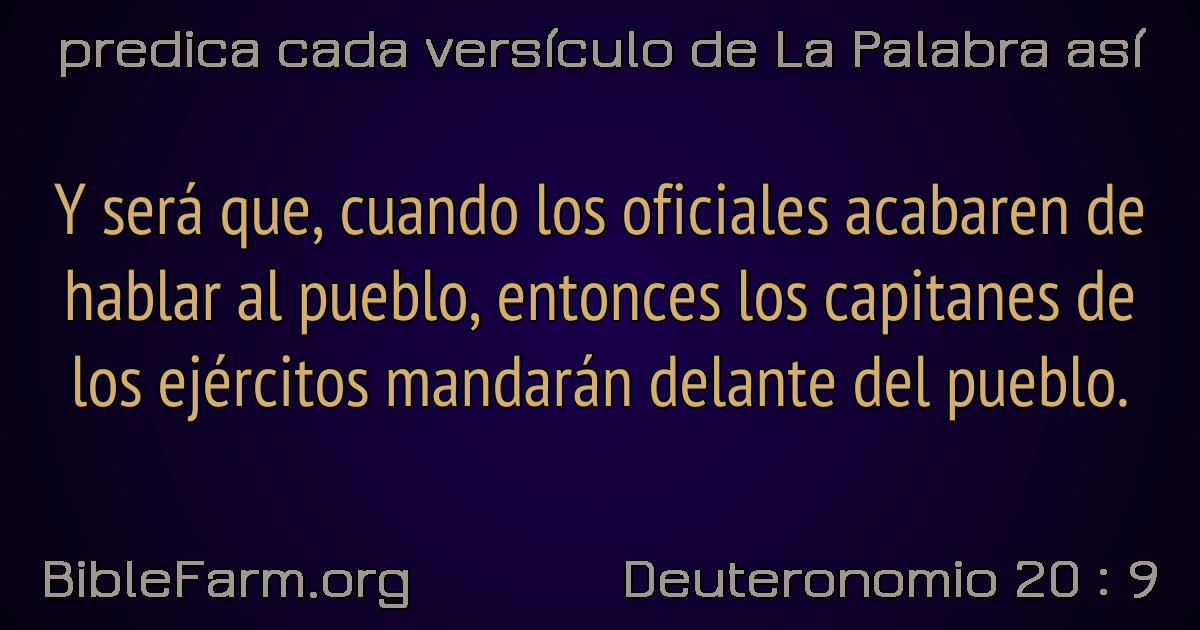 predica cada versículo de La Palabra así
Y será que, cuando los oficiales acabaren de
hablar al pueblo, entonces los capitanes de
los ejércitos mandarán delante del pueblo.
BibleFarm.org
Deuteronomio 20 : 9